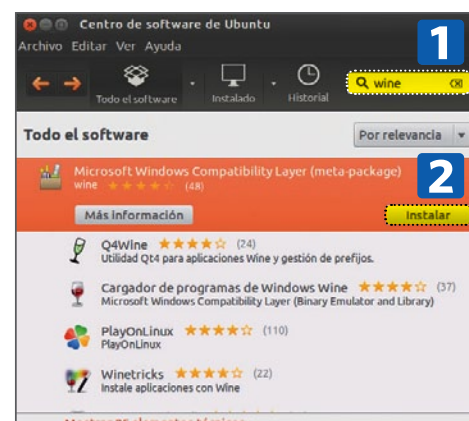 Centro de software de Ubuntu
1
Archivo Editar Ver Ayuda
Todo el software
Instalado
Historial
wine
Todo el software
Por relevancia
Microsoft Windows Compatibility Layer (meta-package)
wine (48)
2
Más información
Instalar
Q4Wine (24)
Utilidad Qt4 para aplicaciones Wine y gestión de prefijos.
Cargador de programas de Windows Wine (37)
Microsoft Windows Compatibility Layer (Binary Emulator and Library)
PlayOnLinux (110)
PlayOnLinux
Winetricks (22)
Instale aplicaciones con Wine